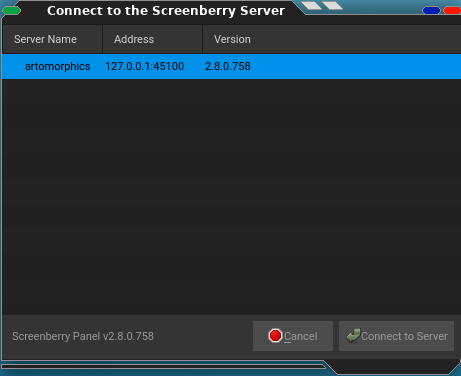 Connect to the Screenberry Server
Server Name Address Version
artomorphics 127.0.0.1:45100 2.8.0.758
Screenberry Panel v2.8.0.758 Cancel Connect to Server